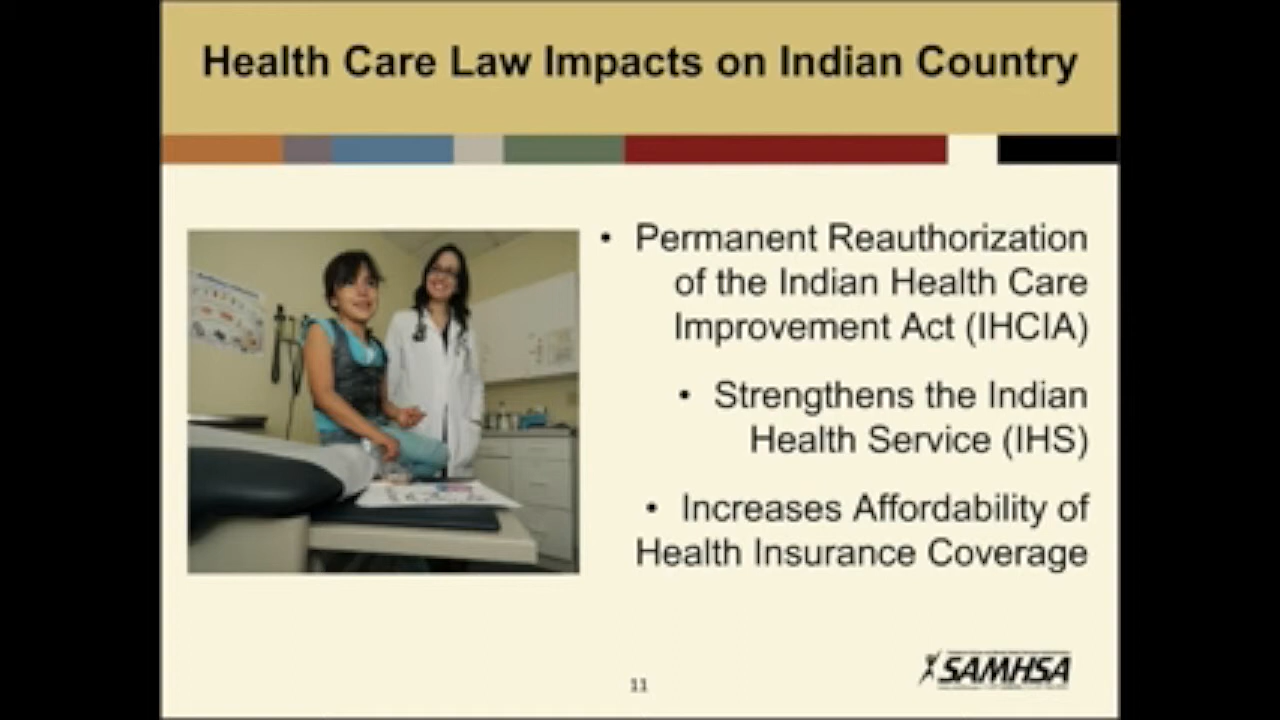 Health Care Law Impacts on Indian Country
• Permanent Reauthorization
of the Indian Health Care
Improvement Act (IHCIA)
• Strengthens the Indian
Health Service (IHS)
• Increases Affordability of
Health Insurance Coverage
11
SAMHSA